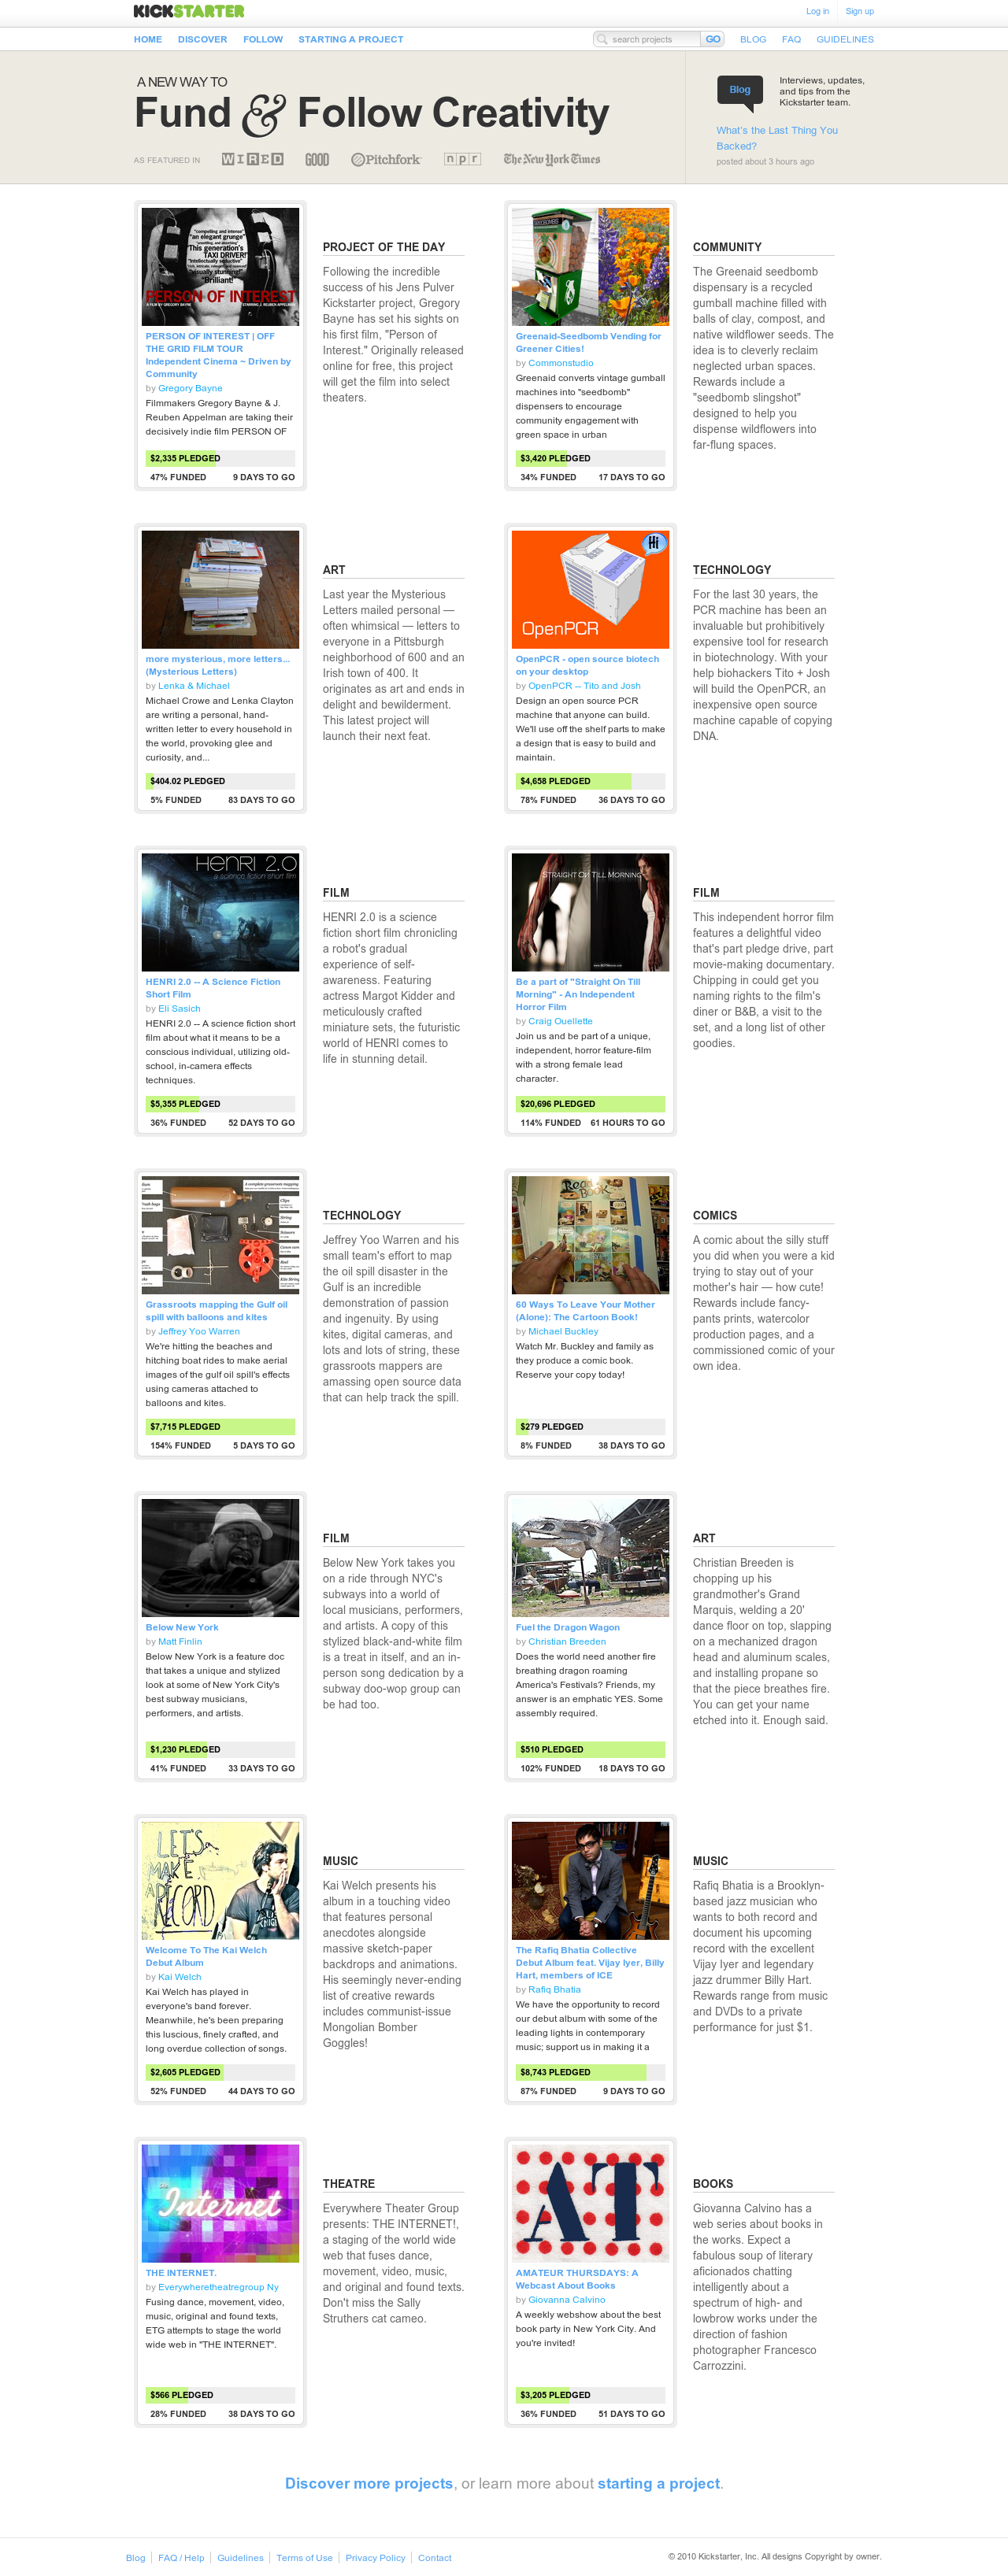 KICKSTARTER
Log in
Sign up
HOME
DISCOVER
FOLLOW
STARTING A PROJECT
search projects
GO
BLOG
FAQ
GUIDELINES
A NEW WAY TO
Fund & Follow Creativity
AS FEATURED IN
WIRED
GOOD
Pitchfork
npr
The New York Times
Blog
Interviews, updates,
and tips from the
Kickstarter team.
What's the Last Thing You
Backed?
posted about 3 hours ago
"compelling and intense"
"an elegant grunge"
"This generation's
TAXI DRIVER!"
"visually stunning!"
"Brilliant!"
PERSON OF INTEREST
A FILM BY GREGORY BAYNE
STARRING J. REUBEN APPELMAN
PERSON OF INTEREST | OFF
THE GRID FILM TOUR
Independent Cinema ~ Driven by
Community
by Gregory Bayne
Filmmakers Gregory Bayne & J.
Reuben Appelman are taking their
decisively indie film PERSON OF
$2,335 PLEDGED
47% FUNDED
9 DAYS TO GO
PROJECT OF THE DAY
Following the incredible
success of his Jens Pulver
Kickstarter project, Gregory
Bayne has set his sights on
his first film, "Person of
Interest." Originally released
online for free, this project
will get the film into select
theaters.
Greenaid-Seedbomb Vending for
Greener Cities!
by Commonstudio
Greenaid converts vintage gumball
machines into "seedbomb"
dispensers to encourage
community engagement with
green space in urban
$3,420 PLEDGED
34% FUNDED
17 DAYS TO GO
COMMUNITY
The Greenaid seedbomb
dispensary is a recycled
gumball machine filled with
balls of clay, compost, and
native wildflower seeds. The
idea is to cleverly reclaim
neglected urban spaces.
Rewards include a
"seedbomb slingshot"
designed to help you
dispense wildflowers into
far-flung spaces.
more mysterious, more letters...
(Mysterious Letters)
by Lenka & Michael
Michael Crowe and Lenka Clayton
are writing a personal, hand-
written letter to every household in
the world, provoking glee and
curiosity, and...
$404.02 PLEDGED
5% FUNDED
83 DAYS TO GO
ART
Last year the Mysterious
Letters mailed personal —
often whimsical — letters to
everyone in a Pittsburgh
neighborhood of 600 and an
Irish town of 400. It
originates as art and ends in
delight and bewilderment.
This latest project will
launch their next feat.
Hi
OpenPCR
OpenPCR - open source biotech
on your desktop
by OpenPCR -- Tito and Josh
Design an open source PCR
machine that anyone can build.
We'll use off the shelf parts to make
a design that is easy to build and
maintain.
$4,658 PLEDGED
78% FUNDED
36 DAYS TO GO
TECHNOLOGY
For the last 30 years, the
PCR machine has been an
invaluable but prohibitively
expensive tool for research
in biotechnology. With your
help biohackers Tito + Josh
will build the OpenPCR, an
inexpensive open source
machine capable of copying
DNA.
HENRI 2.0
a science fiction short film
HENRI 2.0 -- A Science Fiction
Short Film
by Eli Sasich
HENRI 2.0 -- A science fiction short
film about what it means to be a
conscious individual, utilizing old-
school, in-camera effects
techniques.
$5,355 PLEDGED
36% FUNDED
52 DAYS TO GO
FILM
HENRI 2.0 is a science
fiction short film chronicling
a robot's gradual
experience of self-
awareness. Featuring
actress Margot Kidder and
meticulously crafted
miniature sets, the futuristic
world of HENRI comes to
life in stunning detail.
STRAIGHT ON TILL MORNING
Be a part of "Straight On Till
Morning" - An Independent
Horror Film
by Craig Ouellette
Join us and be part of a unique,
independent, horror feature-film
with a strong female lead
character.
$20,696 PLEDGED
114% FUNDED
61 HOURS TO GO
FILM
This independent horror film
features a delightful video
that's part pledge drive, part
movie-making documentary.
Chipping in could get you
naming rights to the film's
diner or B&B, a visit to the
set, and a long list of other
goodies.
A complete grassroots mapping
Clips
String
Scissors
Reel
Kite String
Grassroots mapping the Gulf oil
spill with balloons and kites
by Jeffrey Yoo Warren
We're hitting the beaches and
hitching boat rides to make aerial
images of the gulf oil spill's effects
using cameras attached to
balloons and kites.
$7,715 PLEDGED
154% FUNDED
5 DAYS TO GO
TECHNOLOGY
Jeffrey Yoo Warren and his
small team's effort to map
the oil spill disaster in the
Gulf is an incredible
demonstration of passion
and ingenuity. By using
kites, digital cameras, and
lots and lots of string, these
grassroots mappers are
amassing open source data
that can help track the spill.
60 Ways To Leave Your Mother
(Alone): The Cartoon Book!
by Michael Buckley
Watch Mr. Buckley and family as
they produce a comic book.
Reserve your copy today!
$279 PLEDGED
8% FUNDED
38 DAYS TO GO
COMICS
A comic about the silly stuff
you did when you were a kid
trying to stay out of your
mother's hair — how cute!
Rewards include fancy-
pants prints, watercolor
production pages, and a
commissioned comic of your
own idea.
Below New York
by Matt Finlin
Below New York is a feature doc
that takes a unique and stylized
look at some of New York City's
best subway musicians,
performers, and artists.
$1,230 PLEDGED
41% FUNDED
33 DAYS TO GO
FILM
Below New York takes you
on a ride through NYC's
subways into a world of
local musicians, performers,
and artists. A copy of this
stylized black-and-white film
is a treat in itself, and an in-
person song dedication by a
subway doo-wop group can
be had too.
Fuel the Dragon Wagon
by Christian Breeden
Does the world need another fire
breathing dragon roaming
America's Festivals? Friends, my
answer is an emphatic YES. Some
assembly required.
$510 PLEDGED
102% FUNDED
18 DAYS TO GO
ART
Christian Breeden is
chopping up his
grandmother's Grand
Marquis, welding a 20'
dance floor on top, slapping
on a mechanized dragon
head and aluminum scales,
and installing propane so
that the piece breathes fire.
You can get your name
etched into it. Enough said.
LET'S
MAKE
A
RECORD
Welcome To The Kai Welch
Debut Album
by Kai Welch
Kai Welch has played in
everyone's band forever.
Meanwhile, he's been preparing
this luscious, finely crafted, and
long overdue collection of songs.
$2,605 PLEDGED
52% FUNDED
44 DAYS TO GO
MUSIC
Kai Welch presents his
album in a touching video
that features personal
anecdotes alongside
massive sketch-paper
backdrops and animations.
His seemingly never-ending
list of creative rewards
includes communist-issue
Mongolian Bomber
Goggles!
The Rafiq Bhatia Collective
Debut Album feat. Vijay Iyer, Billy
Hart, members of ICE
by Rafiq Bhatia
We have the opportunity to record
our debut album with some of the
leading lights in contemporary
music; support us in making it a
$8,743 PLEDGED
87% FUNDED
9 DAYS TO GO
MUSIC
Rafiq Bhatia is a Brooklyn-
based jazz musician who
wants to both record and
document his upcoming
record with the excellent
Vijay Iyer and legendary
jazz drummer Billy Hart.
Rewards range from music
and DVDs to a private
performance for just $1.
Internet
THE INTERNET.
by Everywheretheatregroup Ny
Fusing dance, movement, video,
music, original and found texts,
ETG attempts to stage the world
wide web in "THE INTERNET".
$566 PLEDGED
28% FUNDED
38 DAYS TO GO
THEATRE
Everywhere Theater Group
presents: THE INTERNET!,
a staging of the world wide
web that fuses dance,
movement, video, music,
and original and found texts.
Don't miss the Sally
Struthers cat cameo.
AT
AMATEUR THURSDAYS: A
Webcast About Books
by Giovanna Calvino
A weekly webshow about the best
book party in New York City. And
you're invited!
$3,205 PLEDGED
36% FUNDED
51 DAYS TO GO
BOOKS
Giovanna Calvino has a
web series about books in
the works. Expect a
fabulous soup of literary
aficionados chatting
intelligently about a
spectrum of high- and
lowbrow works under the
direction of fashion
photographer Francesco
Carrozzini.
Discover more projects, or learn more about starting a project.
Blog
FAQ / Help
Guidelines
Terms of Use
Privacy Policy
Contact
© 2010 Kickstarter, Inc. All designs Copyright by owner.